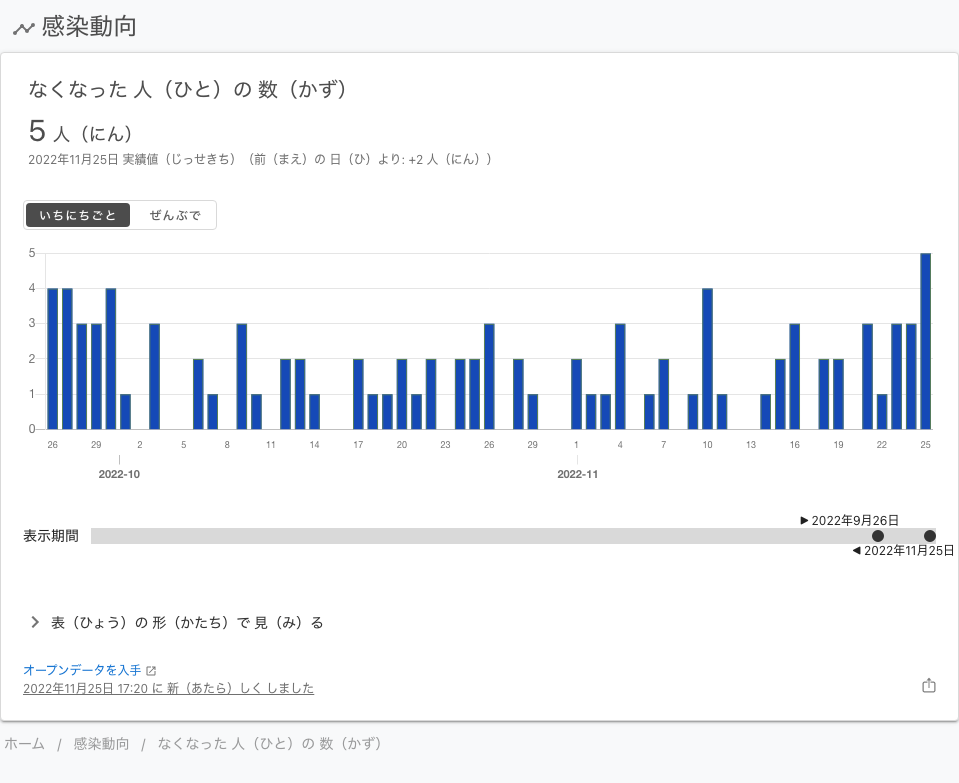 感染動向
なくなった 人（ひと）の 数（かず）
5 人（にん）
2022年11月25日 実績値（じっせきち）（前（まえ）の 日（ひ）より: +2 人（にん））
いちにちごと ぜんぶで
5
4
3
2
1
0
26 29 2 5 8 11 14 17 20 23 26 29 1 4 7 10 13 16 19 22 25
2022-10 2022-11
▶ 2022年9月26日
表示期間
◀ 2022年11月25日
表（ひょう）の 形（かたち）で 見（み）る
オープンデータを入手
2022年11月25日 17:20 に 新（あたら）しく しました
ホーム / 感染動向 / なくなった 人（ひと）の 数（かず）